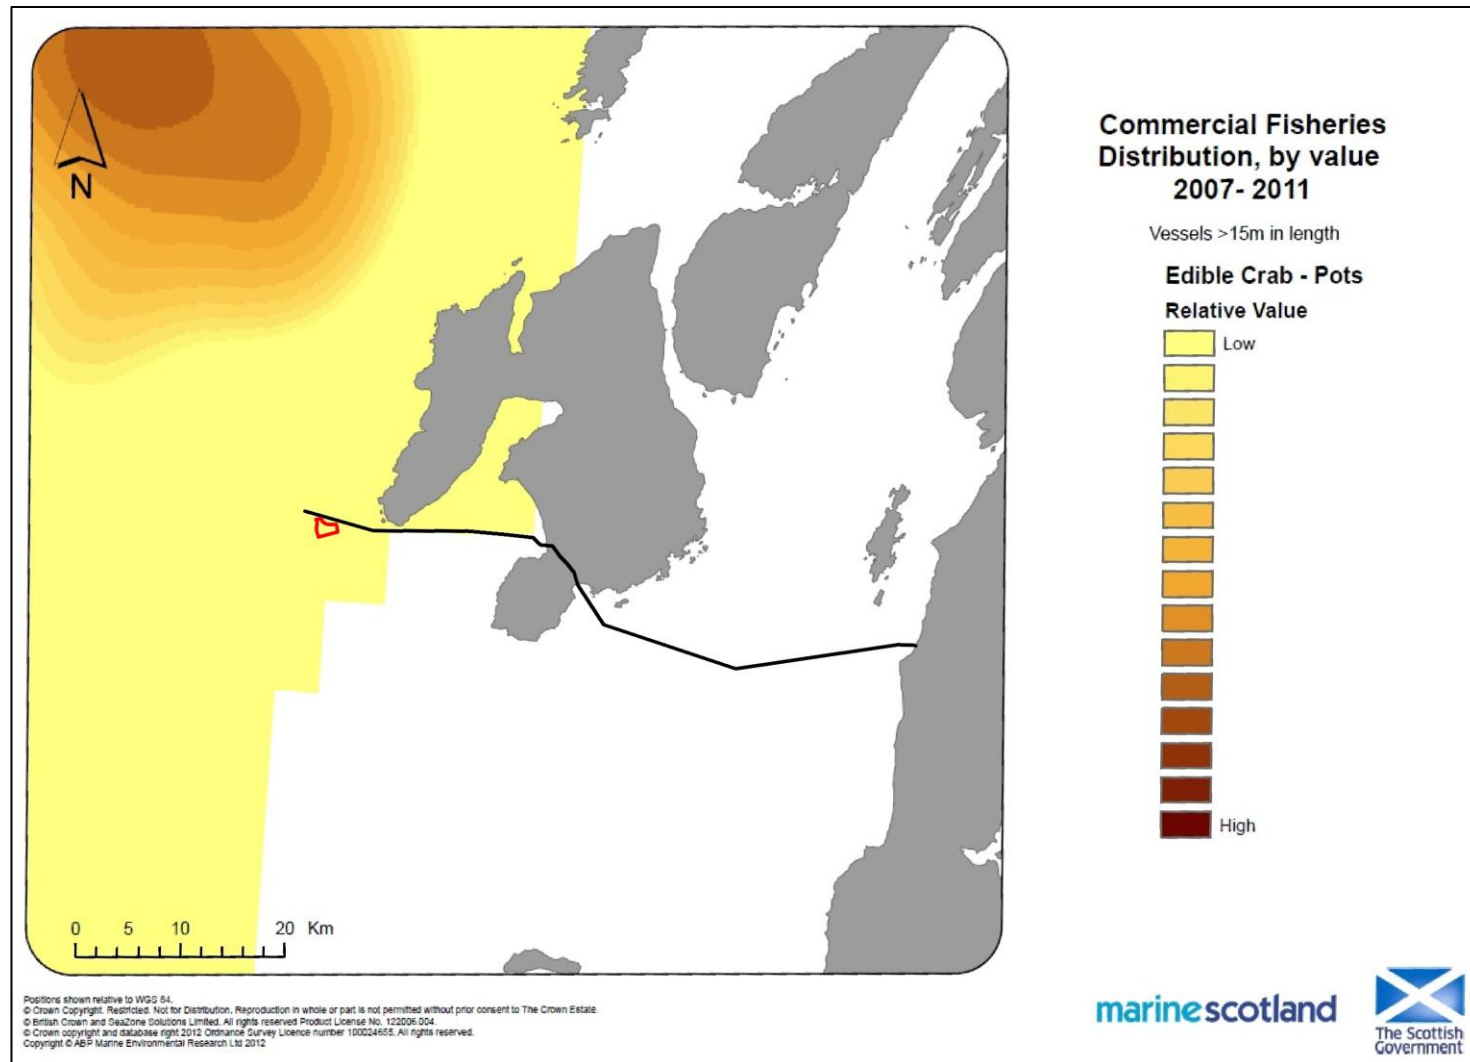 N
0 5 10 20 Km
Commercial Fisheries
Distribution, by value
2007- 2011
Vessels >15m in length
Edible Crab - Pots
Relative Value
Low
High
Positions shown relative to WGS 84.
© Crown Copyright. Restricted. Not for Distribution. Reproduction in whole or part is not permitted without prior consent to The Crown Estate.
© British Crown and SeaZone Solutions Limited. All rights reserved Product License No. 122006.004.
© Crown copyright and database right 2012 Ordnance Survey Licence number 100024655. All rights reserved.
Copyright © ABP Marine Environmental Research Ltd 2012
marinescotland
The Scottish
Government